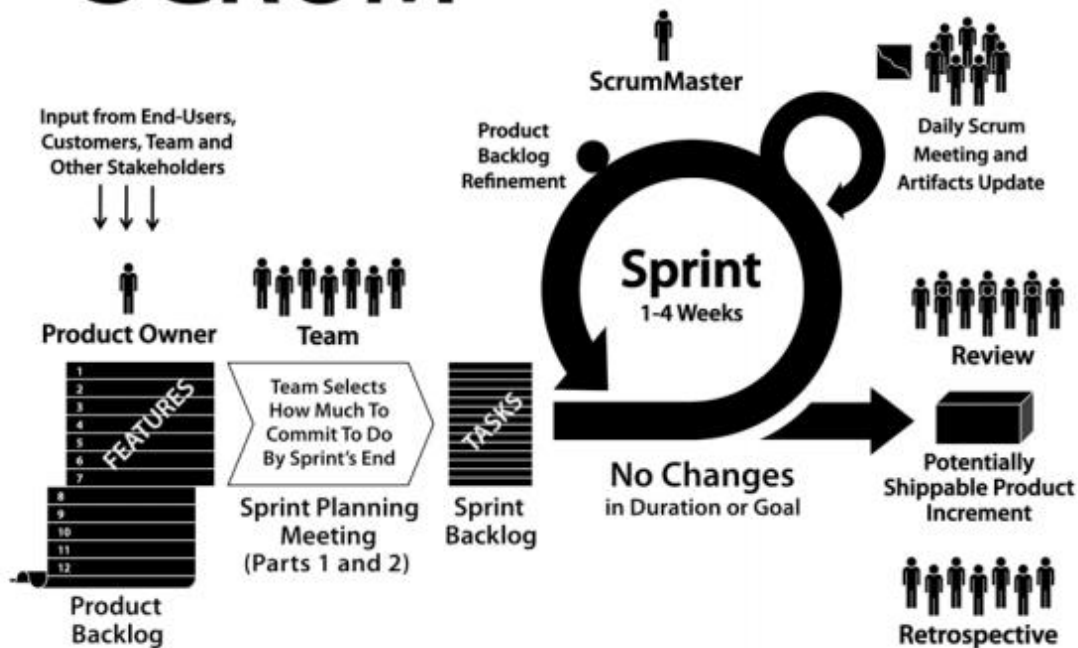 SCRUM
ScrumMaster
Input from End-Users,
Customers, Team and
Other Stakeholders
Product
Backlog
Refinement
Daily Scrum
Meeting and
Artifacts Update
Sprint
1-4 Weeks
Product Owner
Team
Review
1
2
3
4
5
6
7
FEATURES
8
9
10
11
12
Team Selects
How Much To
Commit To Do
By Sprint's End
TASKS
Sprint Planning
Meeting
(Parts 1 and 2)
Sprint
Backlog
No Changes
in Duration or Goal
Potentially
Shippable Product
Increment
Product
Backlog
Retrospective